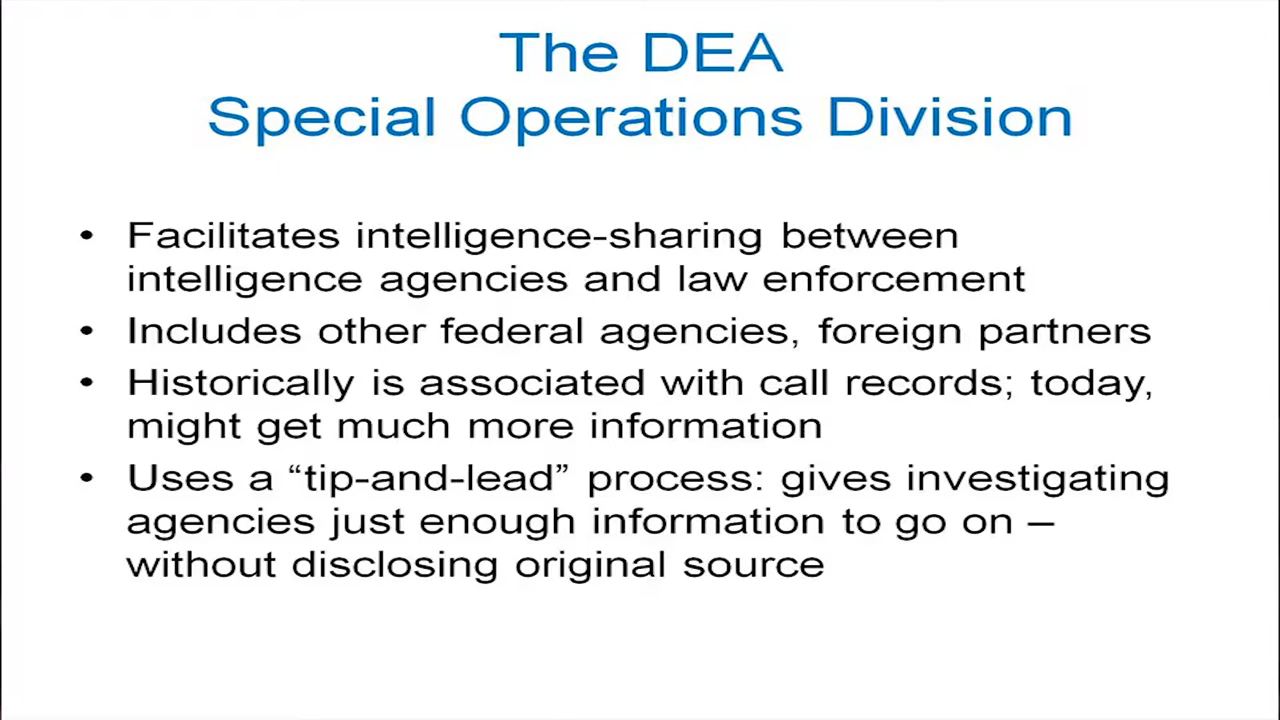 The DEA
Special Operations Division
• Facilitates intelligence-sharing between
intelligence agencies and law enforcement
• Includes other federal agencies, foreign partners
• Historically is associated with call records; today,
might get much more information
• Uses a “tip-and-lead” process: gives investigating
agencies just enough information to go on –
without disclosing original source